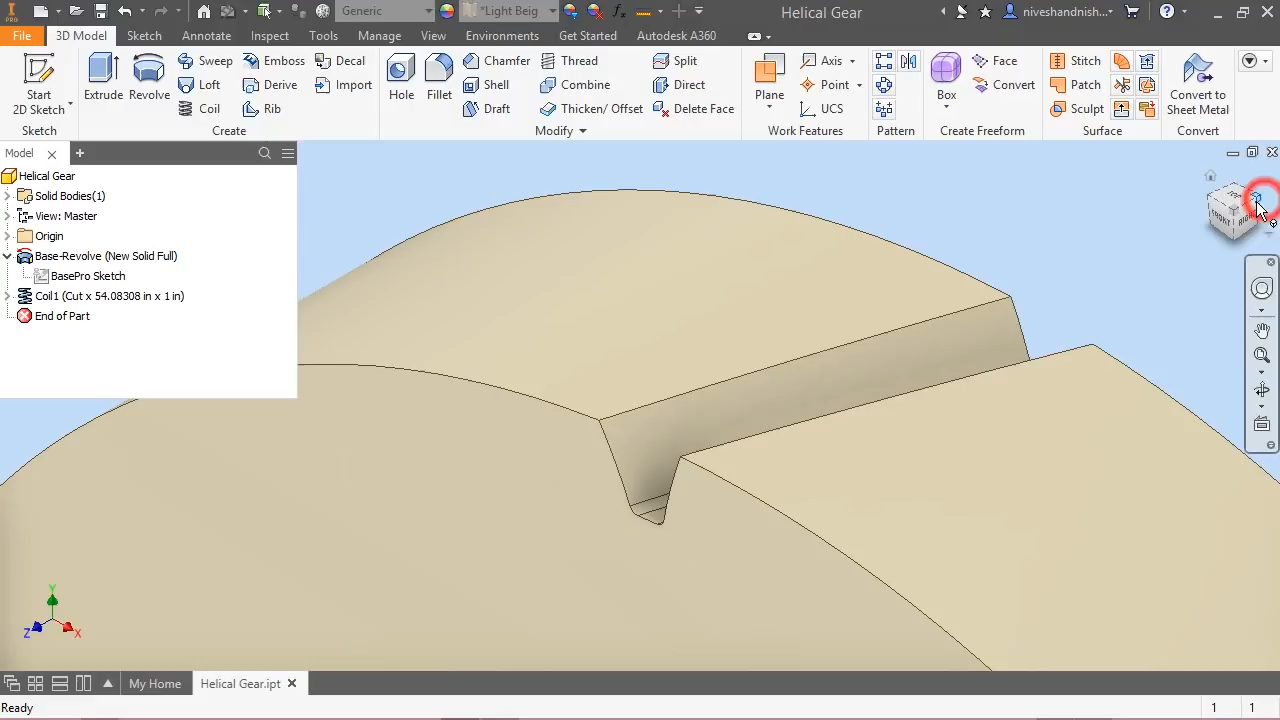 Generic
*Light Beig
Helical Gear
niveshandnish...
PRO
File
3D Model
Sketch
Annotate
Inspect
Tools
Manage
View
Environments
Get Started
Autodesk A360
Start
2D Sketch
Extrude
Revolve
Sweep
Loft
Coil
Emboss
Derive
Rib
Decal
Import
Hole
Fillet
Chamfer
Shell
Draft
Thread
Combine
Thicken/ Offset
Split
Direct
Delete Face
Plane
Axis
Point
UCS
Box
Face
Convert
Stitch
Patch
Sculpt
Convert to
Sheet Metal
Sketch
Create
Modify
Work Features
Pattern
Create Freeform
Surface
Convert
Model
Helical Gear
Solid Bodies(1)
View: Master
Origin
Base-Revolve (New Solid Full)
BasePro Sketch
Coil1 (Cut x 54.08308 in x 1 in)
End of Part
FRONT
Y
Z
X
My Home
Helical Gear.ipt
Ready
1
1